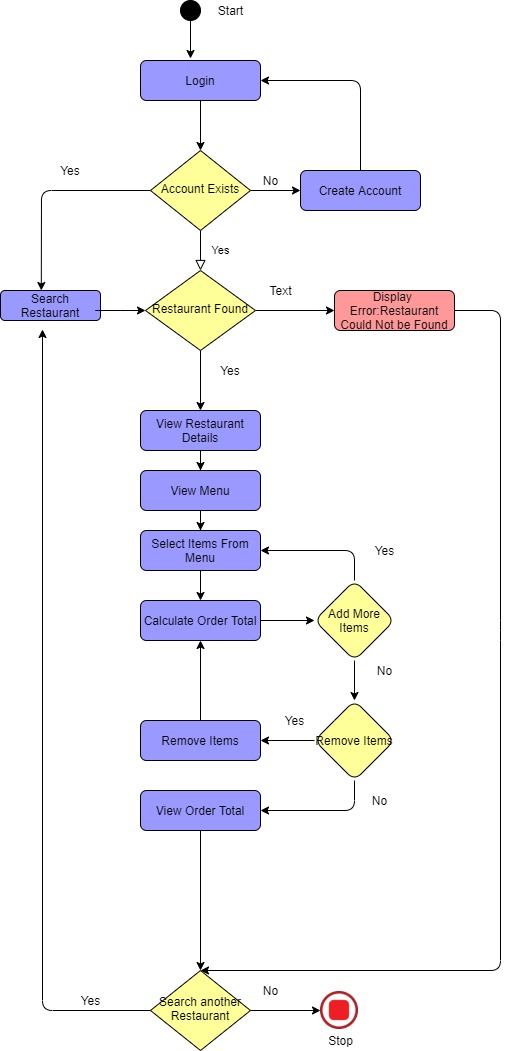 Start
Login
Yes
Account Exists
No
Create Account
Yes
Search
Restaurant
Restaurant Found
Text
Display
Error:Restaurant
Could Not be Found
Yes
View Restaurant
Details
View Menu
Select Items From
Menu
Yes
Calculate Order Total
Add More
Items
No
Remove Items
Yes
Remove Items
No
View Order Total
Search another
Restaurant
No
Yes
Stop